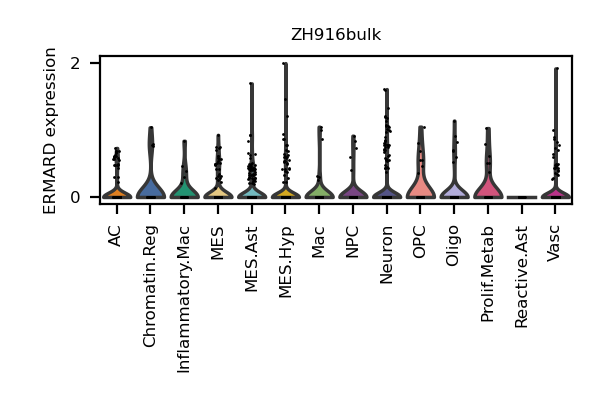 ZH916bulk
ERMARD expression
2
0
AC
Chromatin.Reg
Inflammatory.Mac
MES
MES.Ast
MES.Hyp
Mac
NPC
Neuron
OPC
Oligo
Prolif.Metab
Reactive.Ast
Vasc